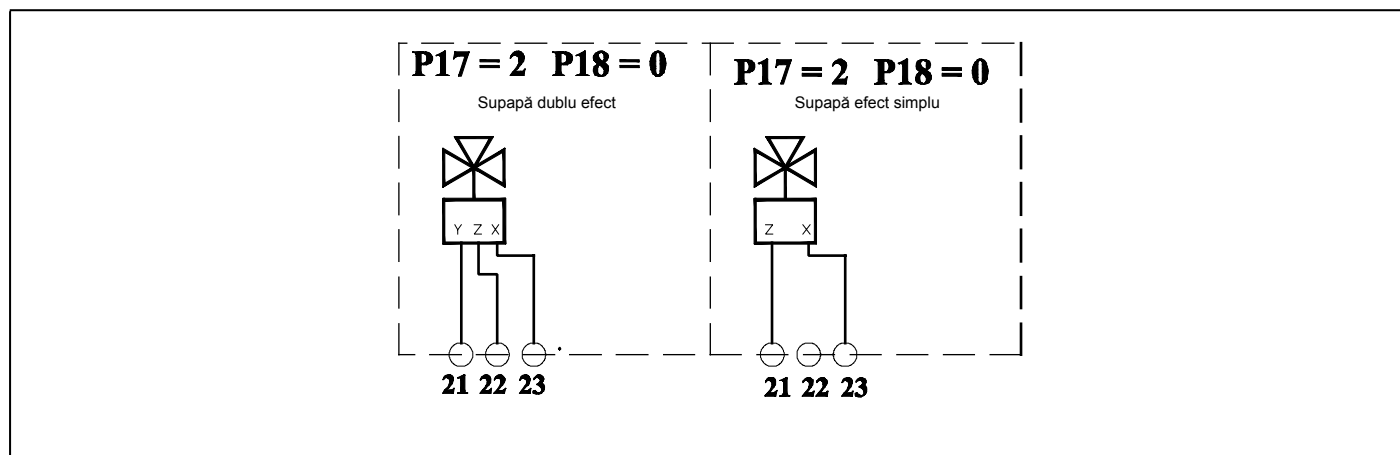 P17 = 2 P18 = 0
Supapă dublu efect
Y Z X
21 22 23
P17 = 2 P18 = 0
Supapă efect simplu
Z X
21 22 23